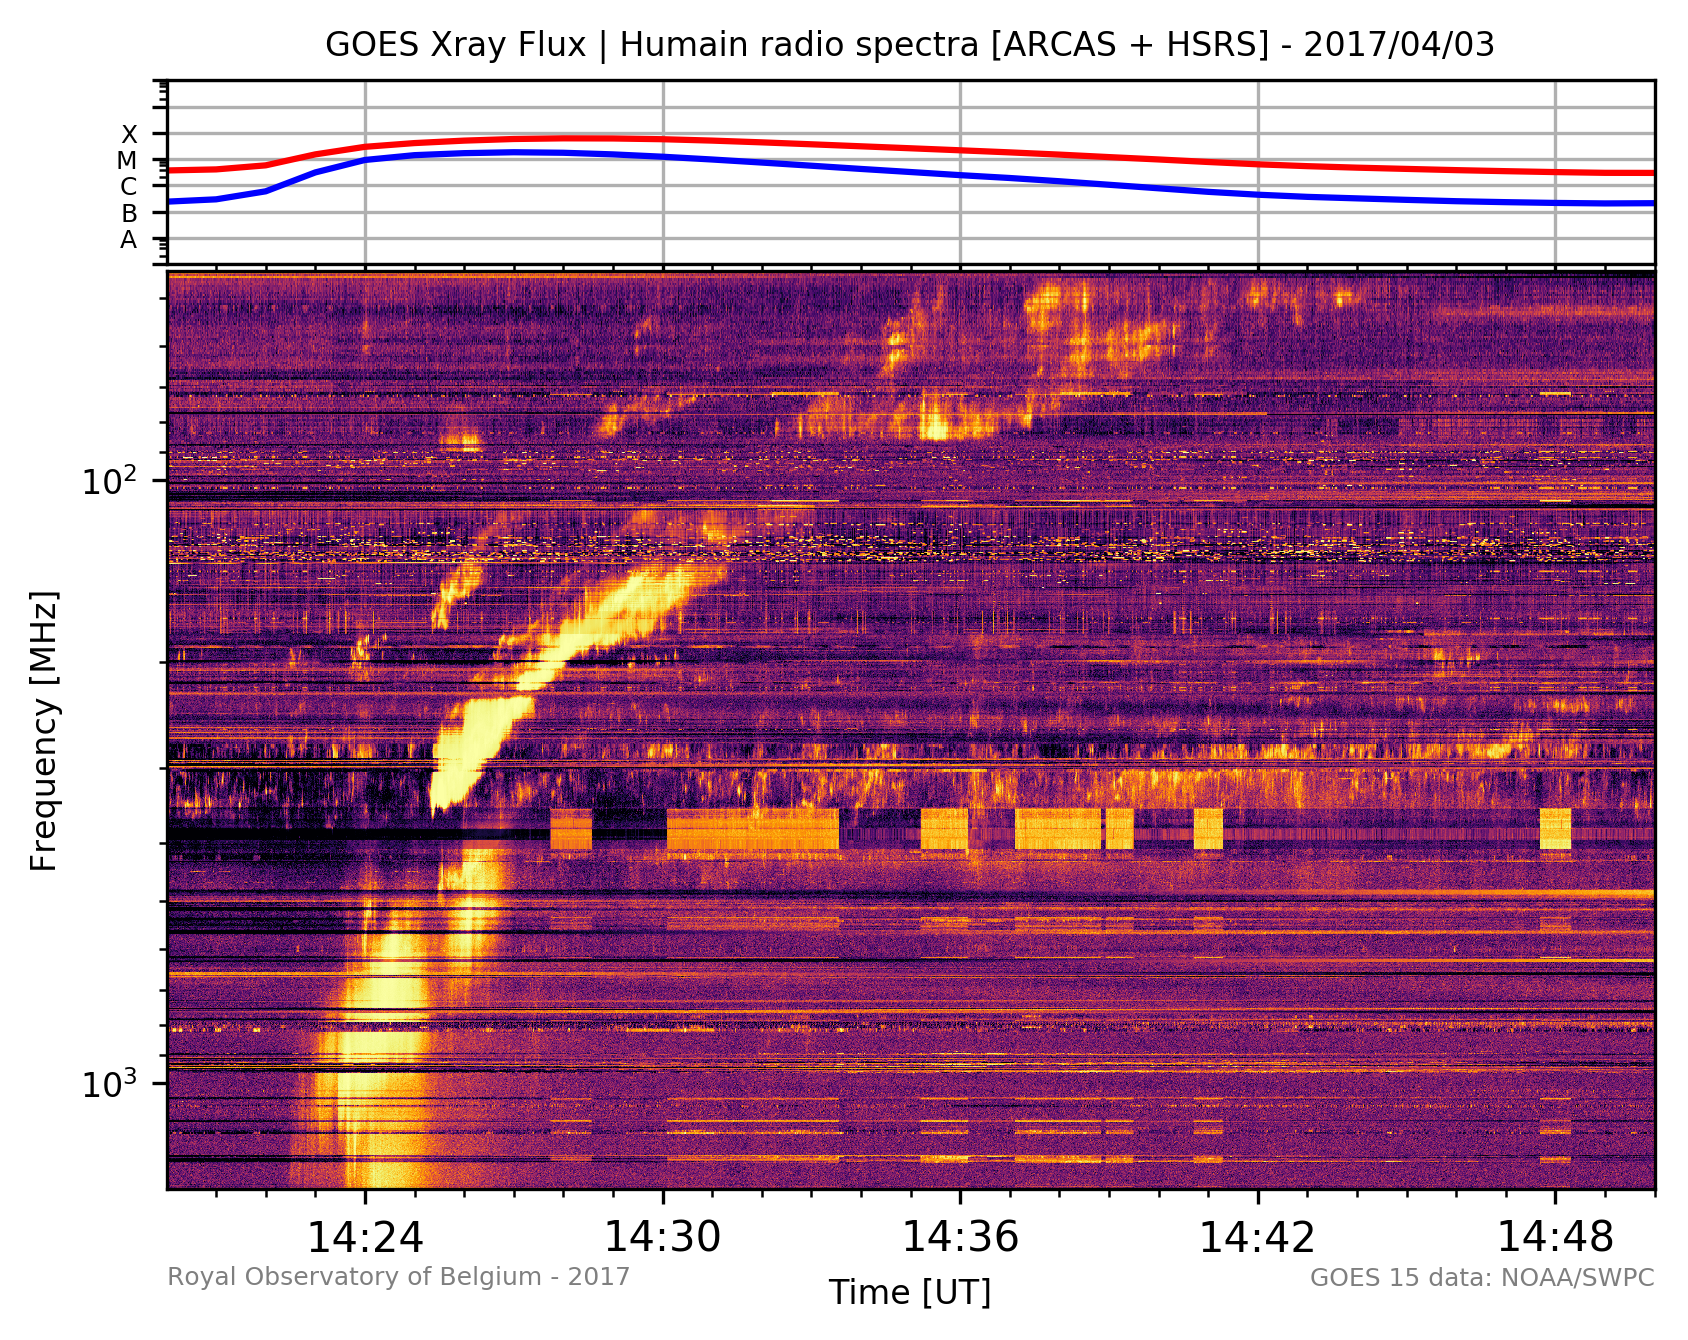 GOES Xray Flux | Humain radio spectra [ARCAS + HSRS] - 2017/04/03
X
M
C
B
A
Frequency [MHz]
10²
10³
14:24 14:30 14:36 14:42 14:48
Royal Observatory of Belgium - 2017
Time [UT]
GOES 15 data: NOAA/SWPC